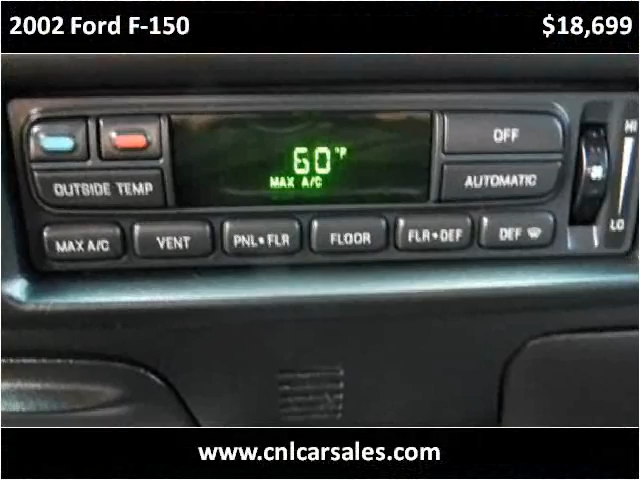 2002 Ford F-150 $18,699
60 °F
MAX A/C
OFF
HI
OUTSIDE TEMP
AUTOMATIC
LO
MAX A/C VENT PNL•FLR FLOOR FLR•DEF DEF
www.cnlcarsales.com